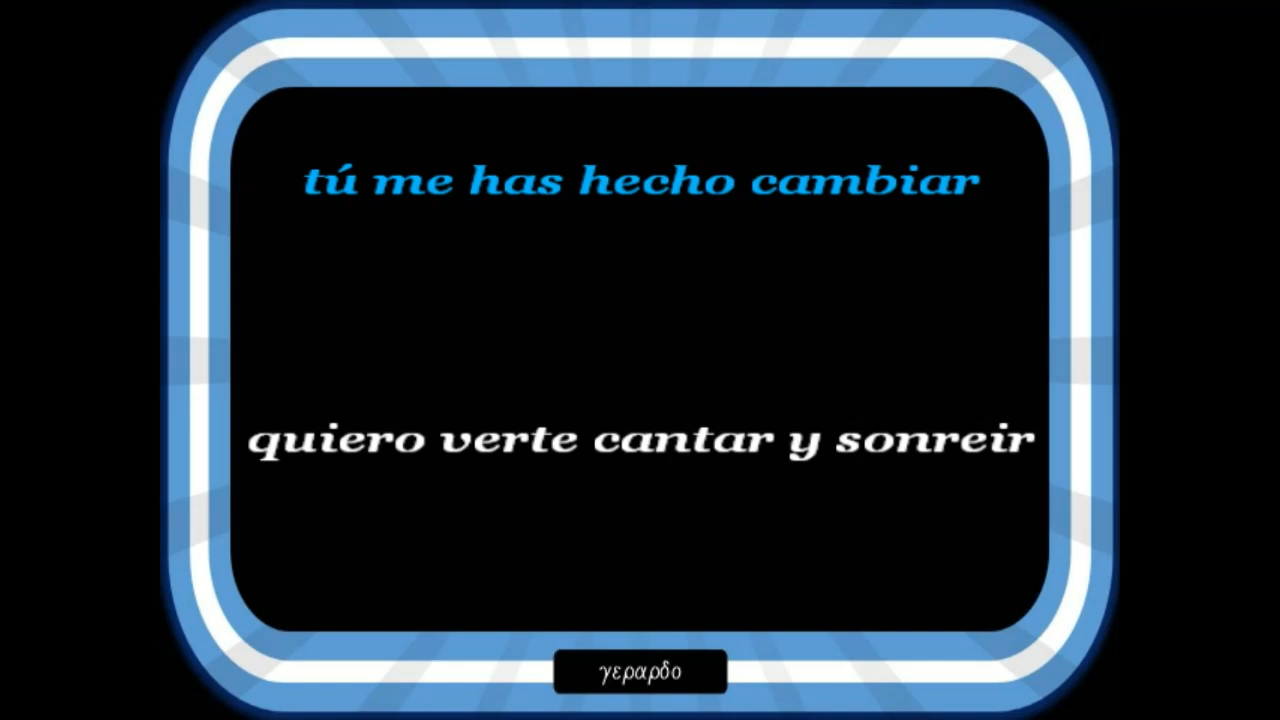 tú me has hecho cambiar
quiero verte cantar y sonreir
γεραρδο